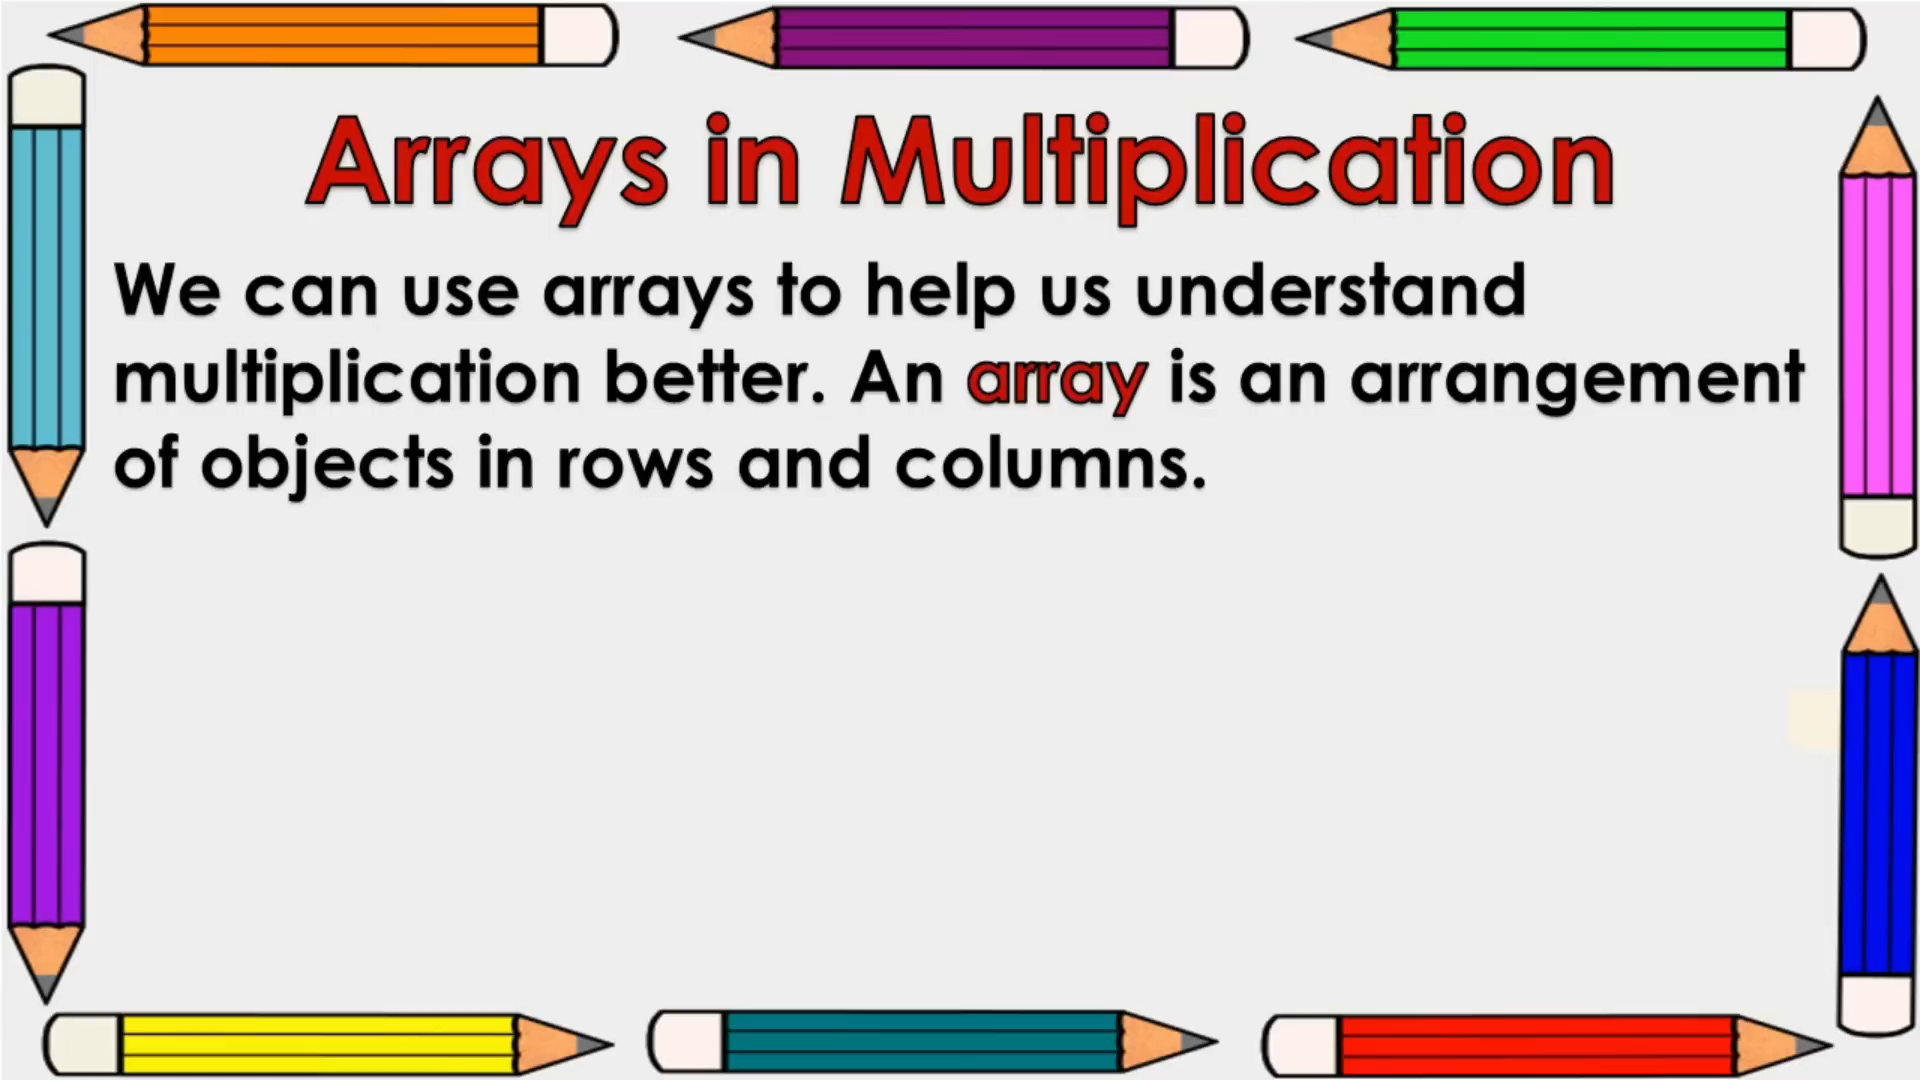 Arrays in Multiplication
We can use arrays to help us understand
multiplication better. An array is an arrangement
of objects in rows and columns.